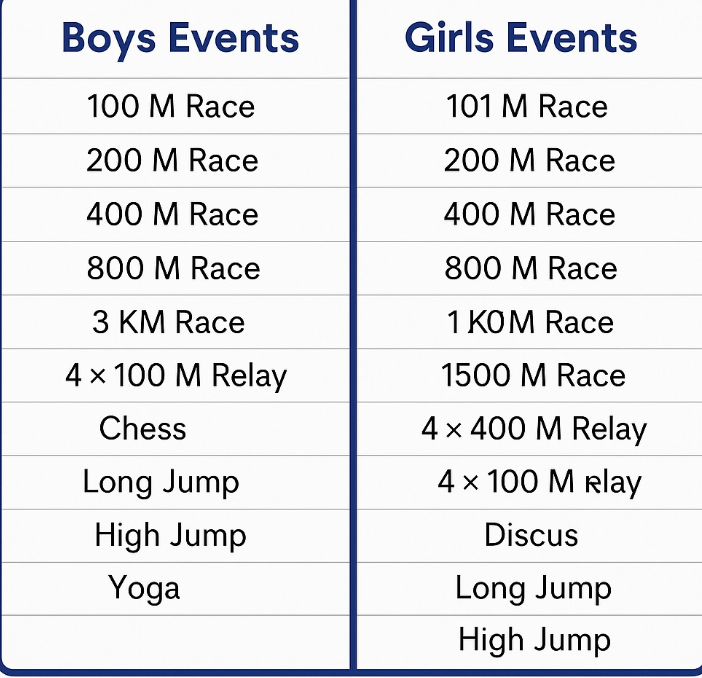 Boys Events Girls Events
100 M Race 101 M Race
200 M Race 200 M Race
400 M Race 400 M Race
800 M Race 800 M Race
3 KM Race 1 K0M Race
4 × 100 M Relay 1500 M Race
Chess 4 × 400 M Relay
Long Jump 4 × 100 M Rlay
High Jump Discus
Yoga Long Jump
High Jump